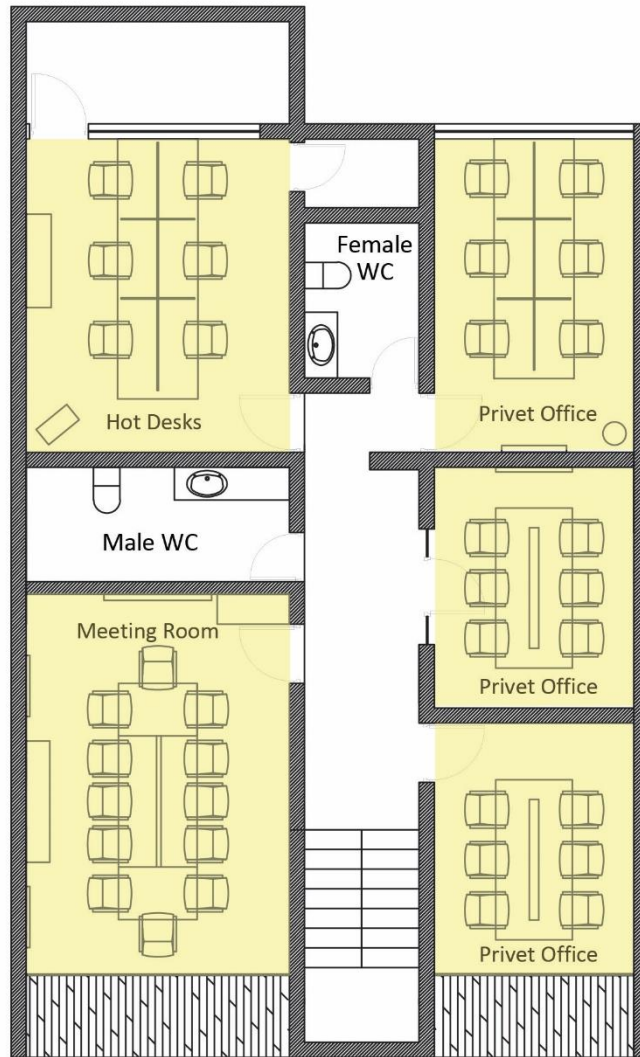 Female
WC
Hot Desks
Privet Office
Male WC
Meeting Room
Privet Office
Privet Office